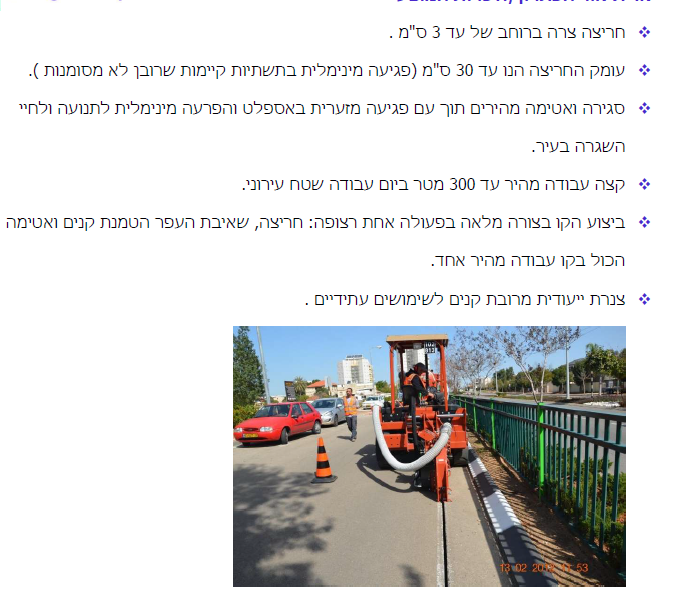 חריצה צרה ברוחב של עד 3 ס"מ .
עומק החריצה הנו עד 30 ס"מ (פגיעה מינימלית בתשתיות קיימות שרובן לא מסומנות ).
סגירה ואטימה מהירים תוך עם פגיעה מזערית באספלט והפרעה מינימלית לתנועה ולחיי
השגרה בעיר.
קצה עבודה מהיר עד 300 מטר ביום עבודה שטח עירוני.
ביצוע הקו בצורה מלאה בפעולה אחת רצופה: חריצה, שאיבת העפר הטמנת קנים ואטימה
הכול בקו עבודה מהיר אחד.
צנרת ייעודית מרובת קנים לשימושים עתידיים .